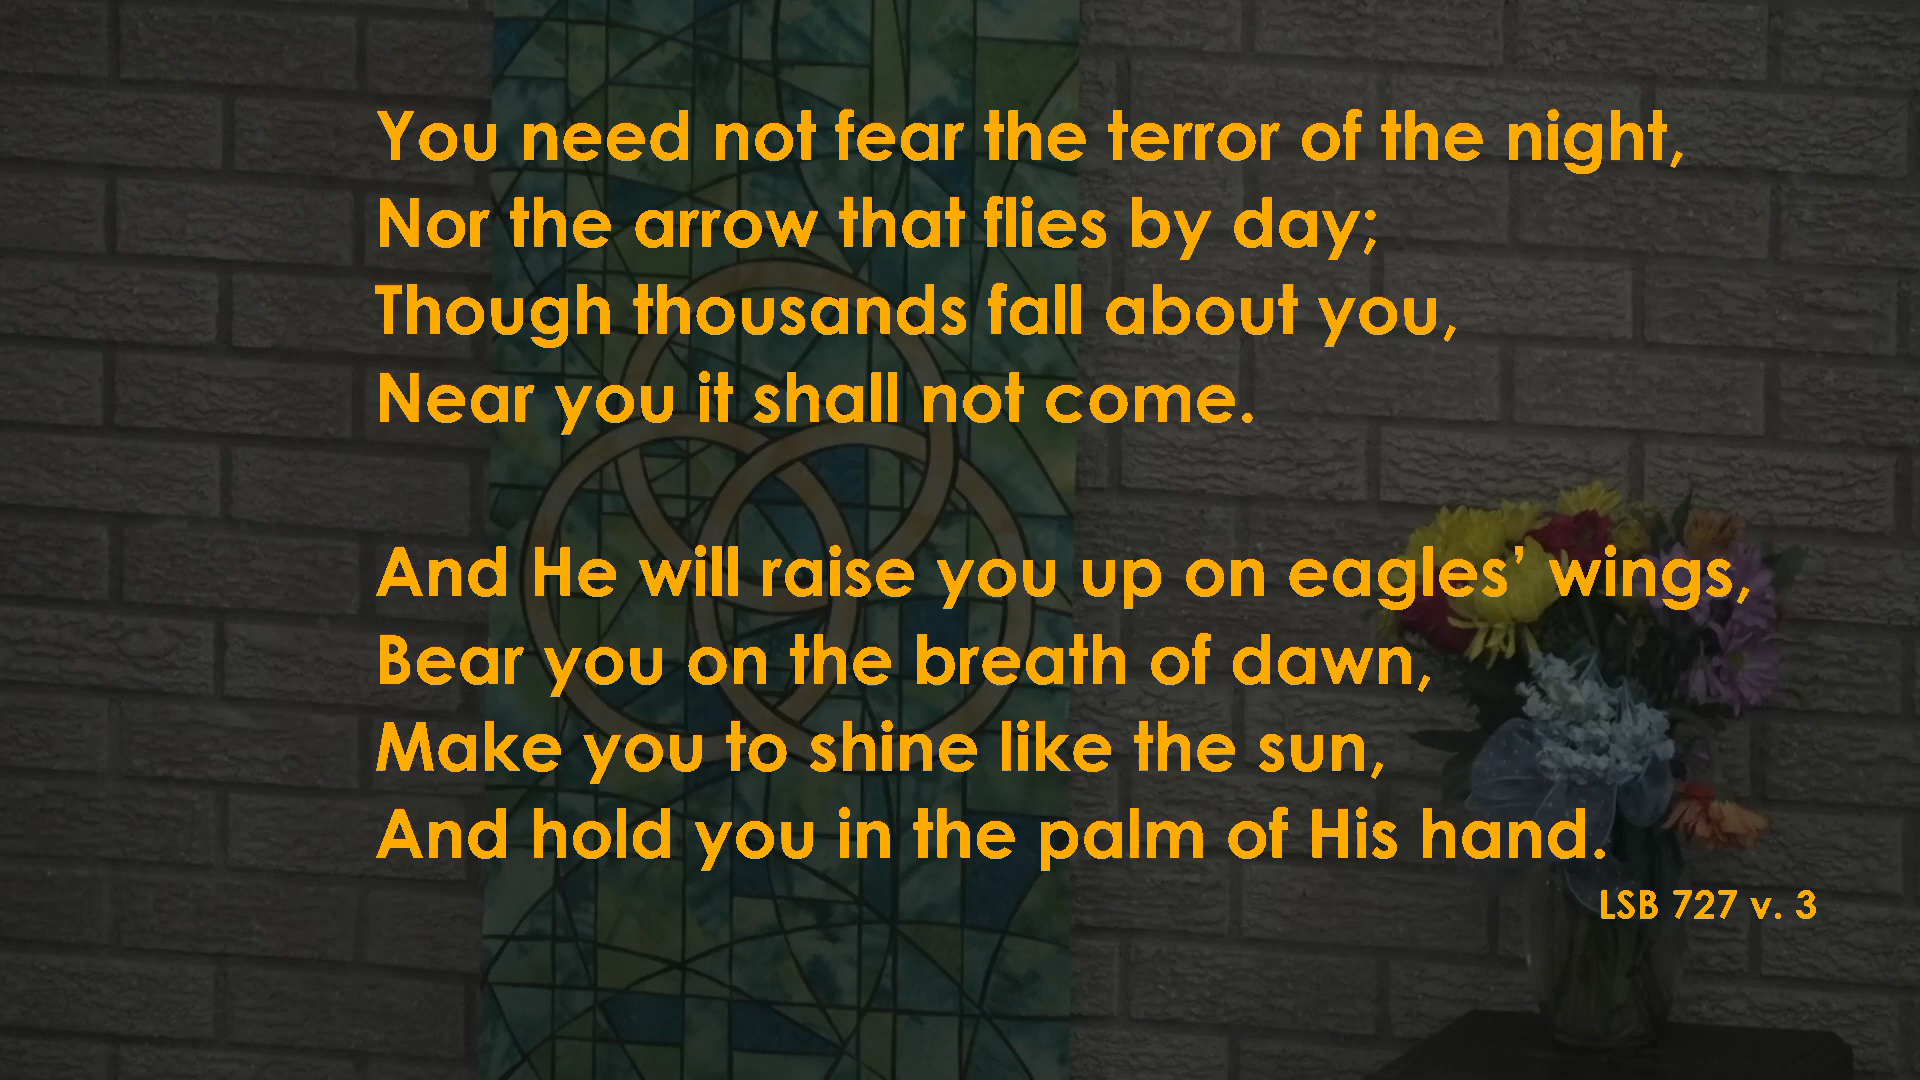 You need not fear the terror of the night,
Nor the arrow that flies by day;
Though thousands fall about you,
Near you it shall not come.
And He will raise you up on eagles’ wings,
Bear you on the breath of dawn,
Make you to shine like the sun,
And hold you in the palm of His hand.
LSB 727 v. 3